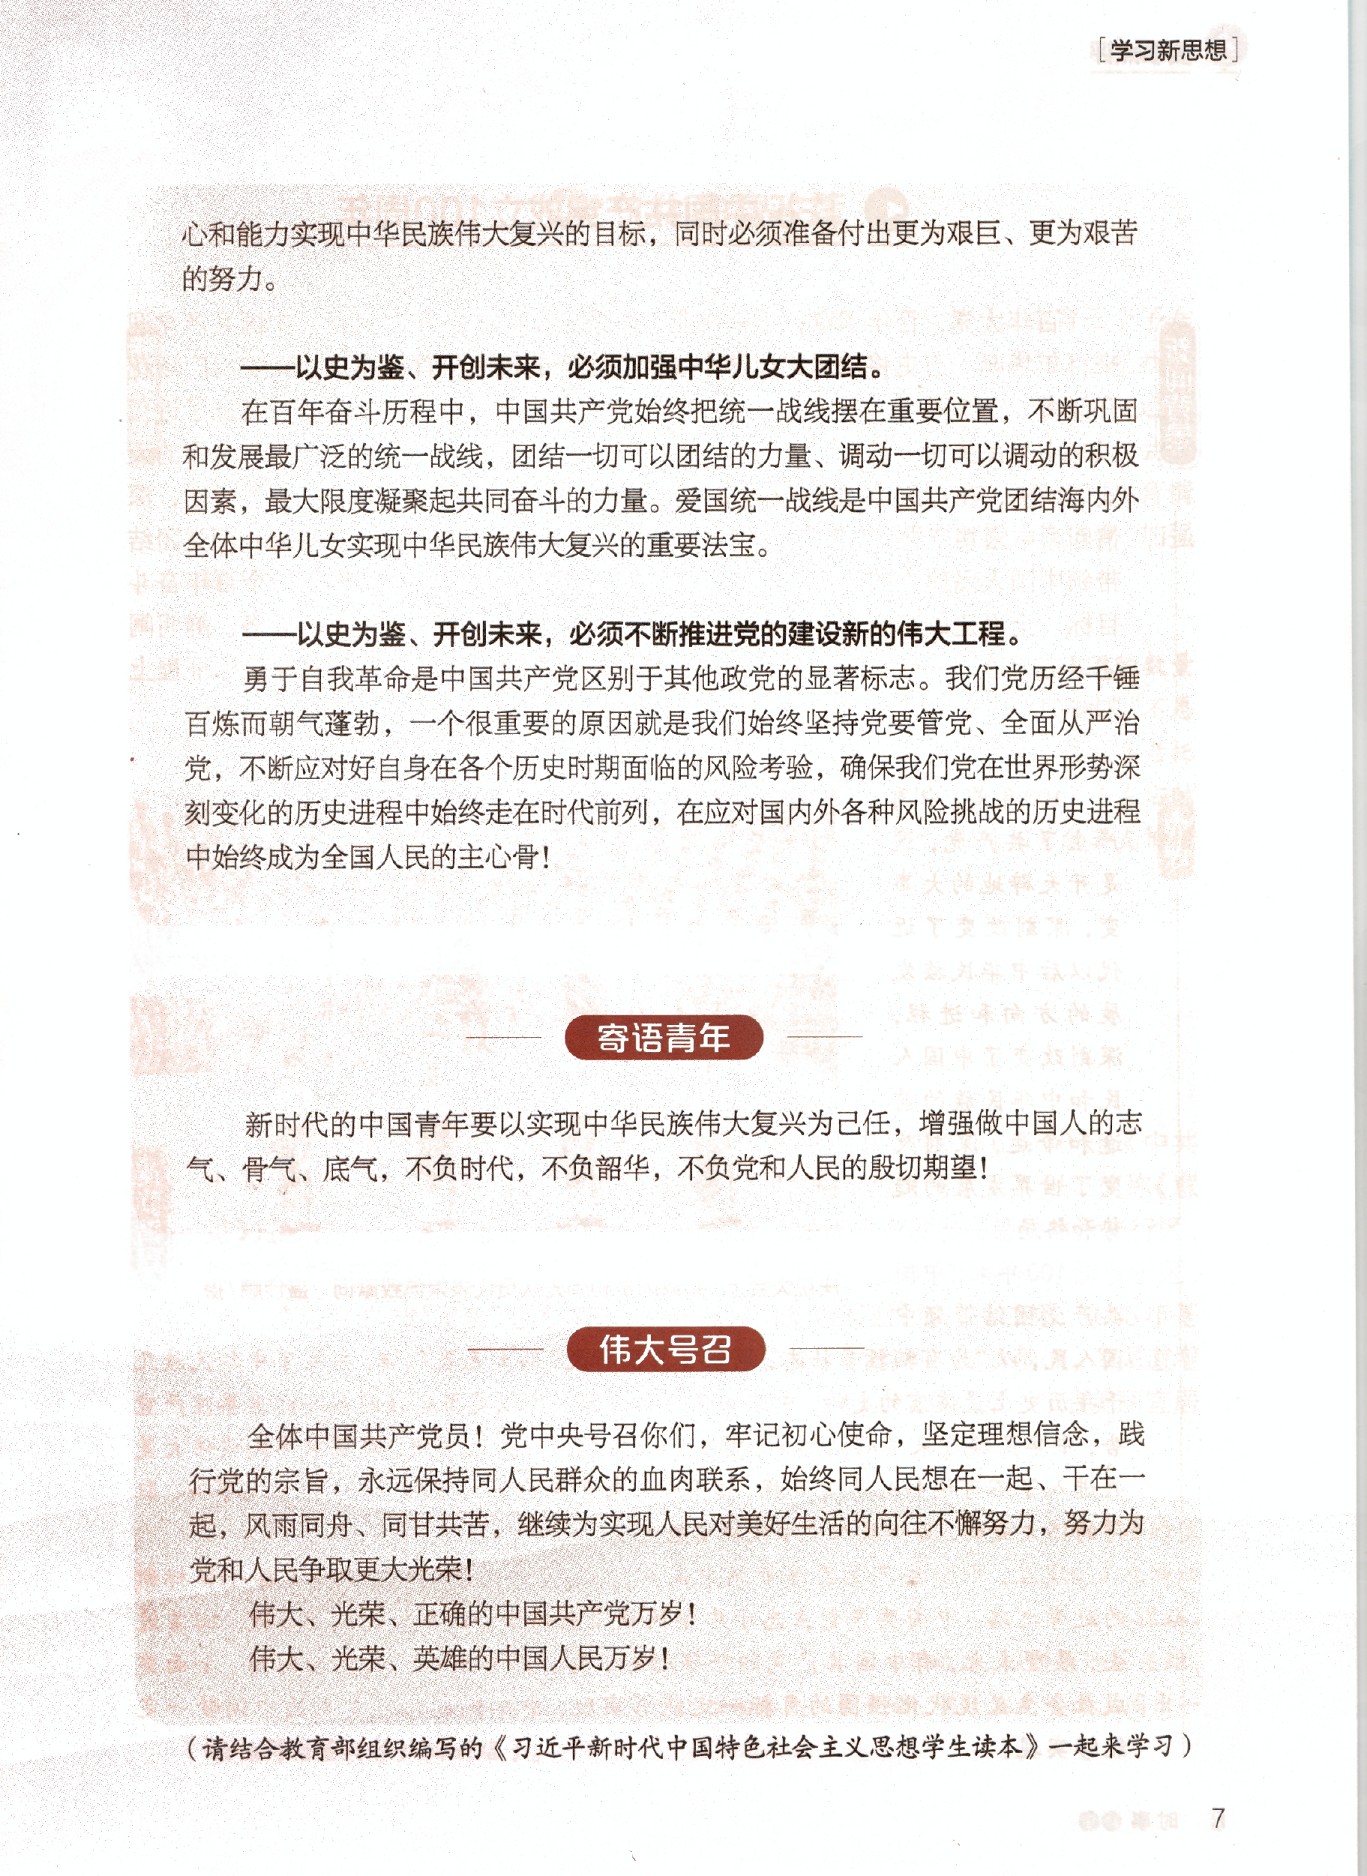 [学习新思想]
心和能力实现中华民族伟大复兴的目标，同时必须准备付出更为艰巨、更为艰苦
的努力。
——以史为鉴、开创未来，必须加强中华儿女大团结。
在百年奋斗历程中，中国共产党始终把统一战线摆在重要位置，不断巩固
和发展最广泛的统一战线，团结一切可以团结的力量、调动一切可以调动的积极
因素，最大限度凝聚起共同奋斗的力量。爱国统一战线是中国共产党团结海内外
全体中华儿女实现中华民族伟大复兴的重要法宝。
——以史为鉴、开创未来，必须不断推进党的建设新的伟大工程。
勇于自我革命是中国共产党区别于其他政党的显著标志。我们党历经千锤
百炼而朝气蓬勃，一个很重要的原因就是我们始终坚持党要管党、全面从严治
党，不断应对好自身在各个历史时期面临的风险考验，确保我们党在世界形势深
刻变化的历史进程中始终走在时代前列，在应对国内外各种风险挑战的历史进程
中始终成为全国人民的主心骨！
寄语青年
新时代的中国青年要以实现中华民族伟大复兴为己任，增强做中国人的志
气、骨气、底气，不负时代，不负韶华，不负党和人民的殷切期望！
伟大号召
全体中国共产党员！党中央号召你们，牢记初心使命，坚定理想信念，践
行党的宗旨，永远保持同人民群众的血肉联系，始终同人民想在一起、干在一
起，风雨同舟、同甘共苦，继续为实现人民对美好生活的向往不懈努力，努力为
党和人民争取更大光荣！
伟大、光荣、正确的中国共产党万岁！
伟大、光荣、英雄的中国人民万岁！
（请结合教育部组织编写的《习近平新时代中国特色社会主义思想学生读本》一起来学习）
7